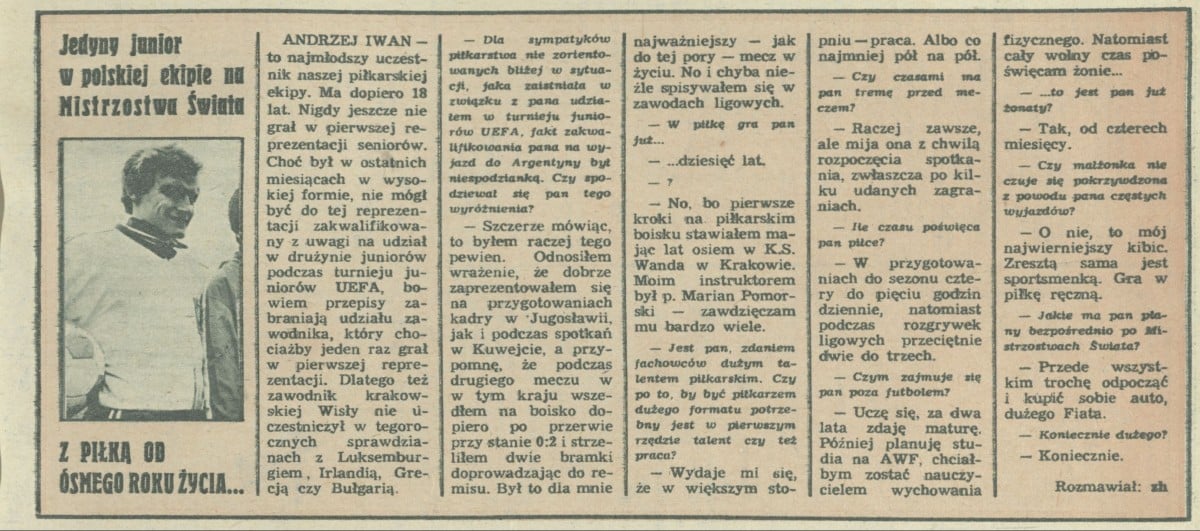 Jedyny junior
w polskiej ekipie na
Mistrzostwa Świata
Z PIŁKĄ OD
ÓSMEGO ROKU ŻYCIA...
ANDRZEJ IWAN —
to najmłodszy uczest-
nik naszej piłkarskiej
ekipy. Ma dopiero 18
lat. Nigdy jeszcze nie
grał w pierwszej re-
prezentacji seniorów.
Choć był w ostatnich
miesiącach w wyso-
kiej formie, nie mógł
być do tej reprezen-
tacji zakwalifikowa-
ny z uwagi na udział
w drużynie juniorów
podczas turnieju ju-
niorów UEFA, bo-
wiem przepisy za-
braniają udziału za-
wodnika, który cho-
ciażby jeden raz grał
w pierwszej repre-
zentacji. Dlatego też
zawodnik krakow-
skiej Wisły nie u-
czestniczył w tegoro-
cznych sprawdzia-
nach z Luksembur-
giem, Irlandią, Gre-
cją czy Bułgarią.
— Dla sympatyków
piłkarstwa nie zoriento-
wanych bliżej w sytua-
cji, jaka zaistniała w
związku z pana udzia-
łem w turnieju junio-
rów UEFA, fakt zakwa-
lifikowania pana na wy-
jazd do Argentyny był
niespodzianką. Czy spo-
dziewał się pan tego
wyróżnienia?
— Szczerze mówiąc,
to byłem raczej tego
pewien. Odnosiłem
wrażenie, że dobrze
zaprezentowałem się
na przygotowaniach
kadry w Jugosławii,
jak i podczas spotkań
w Kuwejcie, a przy-
pomnę, że podczas
drugiego meczu w
w tym kraju wsze-
dłem na boisko do-
piero po przerwie
przy stanie 0:2 i strze-
liłem dwie bramki
doprowadzając do re-
misu. Był to dla mnie
najważniejszy — jak
do tej pory — mecz w
życiu. No i chyba nie-
źle spisywałem się w
zawodach ligowych.
— W piłkę gra pan
już...
— ...dziesięć lat.
— ?
— No, bo pierwsze
kroki na piłkarskim
boisku stawiałem ma-
jąc lat osiem w K.S.
Wanda w Krakowie.
Moim instruktorem
był p. Marian Pomor-
ski — zawdzięczam
mu bardzo wiele.
— Jest pan, zdaniem
fachowców dużym ta-
lentem piłkarskim. Czy
po to, by być piłkarzem
dużego formatu potrze-
bny jest w pierwszym
rzędzie talent czy też
praca?
— Wydaje mi się,
że w większym sto-
pniu — praca. Albo co
najmniej pół na pół.
— Czy czasami ma
pan tremę przed me-
czem?
— Raczej zawsze,
ale mija ona z chwilą
rozpoczęcia spotka-
nia, zwłaszcza po kil-
ku udanych zagra-
niach.
— Ile czasu poświęca
pan piłce?
— W przygotowa-
niach do sezonu czte-
ry do pięciu godzin
dziennie, natomiast
podczas rozgrywek
ligowych przeciętnie
dwie do trzech.
— Czym zajmuje się
pan poza futbolem?
— Uczę się, za dwa
lata zdaję maturę.
Później planuję stu-
dia na AWF, chciał-
bym zostać nauczy-
cielem wychowania
fizycznego. Natomiast
cały wolny czas po-
święcam żonie...
— ...to jest pan już
żonaty?
— Tak, od czterech
miesięcy.
— Czy małżonka nie
czuje się pokrzywdzona
z powodu pana częstych
wyjazdów?
— O nie, to mój
najwierniejszy kibic.
Zresztą sama jest
sportsmenką. Gra w
piłkę ręczną.
— Jakie ma pan pla-
ny bezpośrednio po Mi-
strzostwach Świata?
— Przede wszyst-
kim trochę odpocząć
i kupić sobie auto,
dużego Fiata.
— Koniecznie dużego?
— Koniecznie.
Rozmawiał: zh